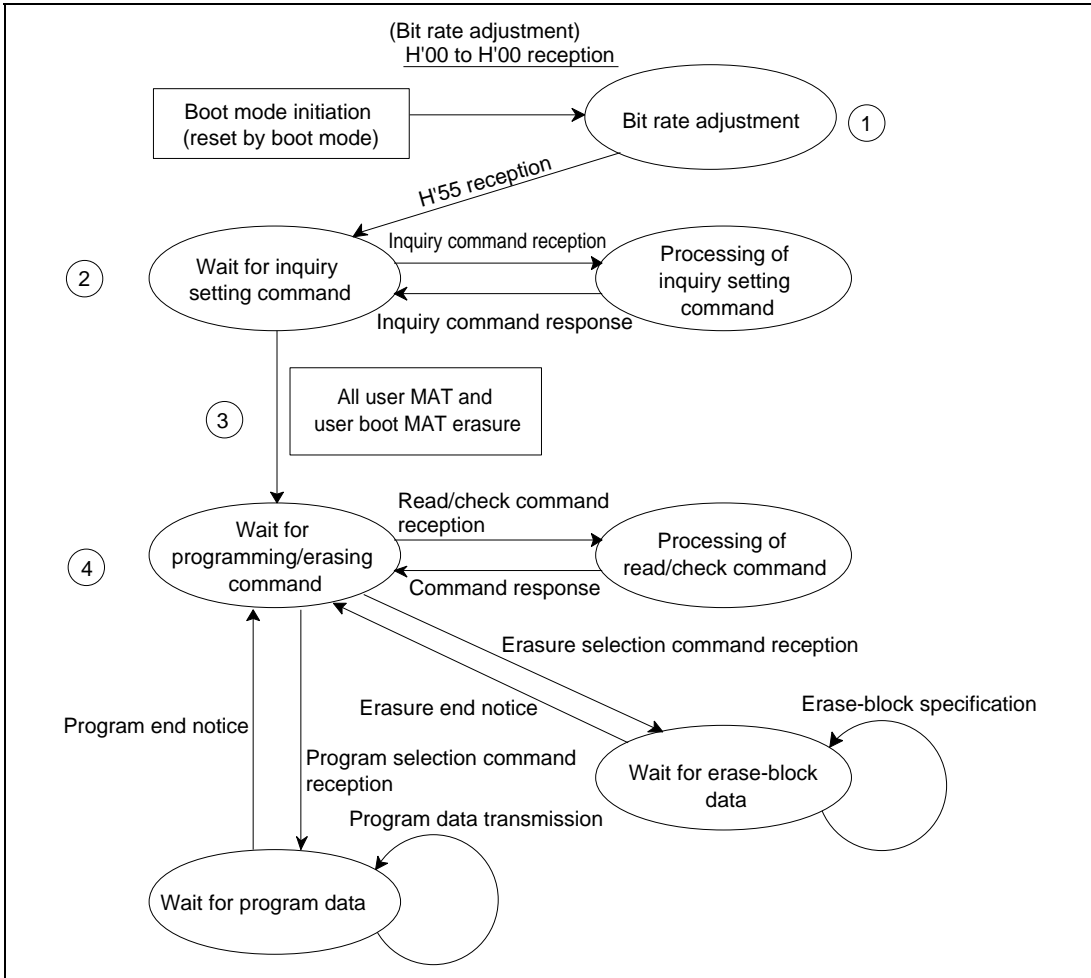 (Bit rate adjustment)
H'00 to H'00 reception
Boot mode initiation
(reset by boot mode)
Bit rate adjustment
1
H'55 reception
2
Wait for inquiry
setting command
Inquiry command reception
Inquiry command response
Processing of
inquiry setting
command
3
All user MAT and
user boot MAT erasure
4
Wait for
programming/erasing
command
Read/check command
reception
Command response
Processing of
read/check command
Erasure selection command reception
Erasure end notice
Program end notice
Program selection command
reception
Erase-block specification
Wait for erase-block
data
Program data transmission
Wait for program data